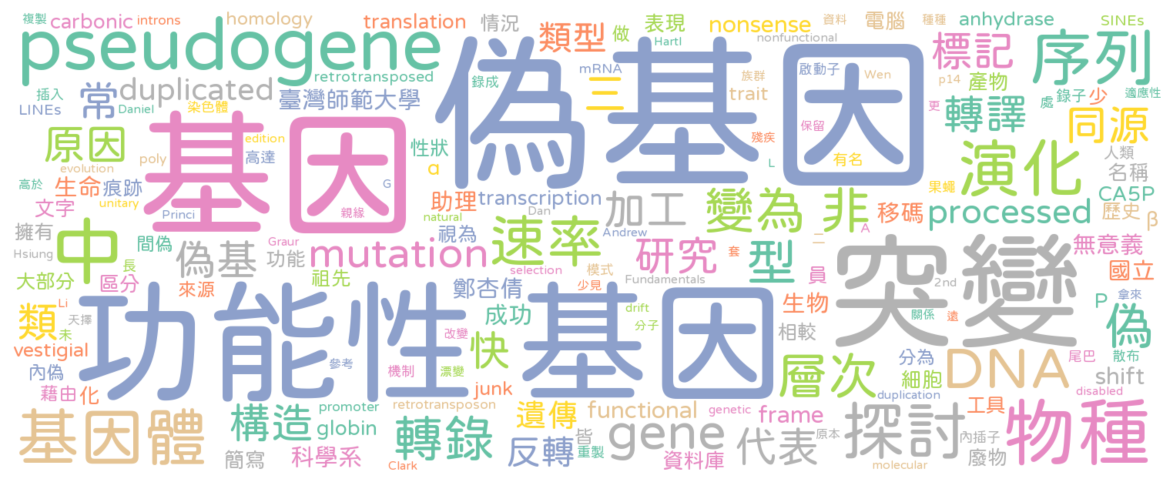 複製 carbonic introns homology translation 情況 類型 做 表現 nonsense 資料 電腦 種種 anhydrase SINEs
pseudogene 偽基因 Hartl nonfunctional 標記 序列
retrotransposed 錄成 mRNA 三 族群 啟動子 Wen p14 產物
插入 常 duplicated 臺灣師範大學 trait 處 錄子 少 適應性
LINEs Daniel 染色體 基因 保留 更 轉譯 同源
原因 edition 性狀 殘疾 有名 L 演化 人類
poly 高達 α 名稱
evolution 果蠅
高於 生命 痕跡 G 助理 transcription 加工 變為 非 移碼 processed CA5P
unitary 文字 Princi 親緣 natural Dan 歷史 β
擁有 中 間偽 偽基 Graur 功能 視為 Andrew 速率 研究 套 二 A 突變 無意義
Hsiung mutation 型 員 國立
大部分 長 區分 來源 祖先 selection 模式 少見 Fundamentals 2nd P 拿來
Li 天擇 功能性基因 鄭杏倩 drift 生物 關係 遠 偽
類 未 成功 分子 相較 散布
vestigial 改變 快 層次 分為 DNA 尾巴
內偽 參考 機制 漂變 細胞 shift
藉由 化 junk duplication disabled
基因體 構造 promoter retrotransposon 遺傳 functional genetic frame 探討 工具 物種
globin 轉錄 反轉 皆 gene 代表 原本 內插子
簡寫 科學系 重製 資料庫 廢物
Clark molecular